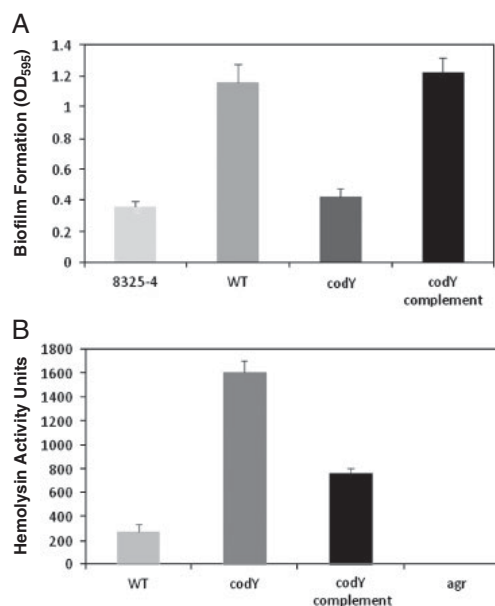 A
Biofilm Formation (OD595)
1.4
1.2
1
0.8
0.6
0.4
0.2
0
8325-4
WT
codY
codY
complement
B
Hemolysin Activity Units
1800
1600
1400
1200
1000
800
600
400
200
0
WT
codY
codY
complement
agr